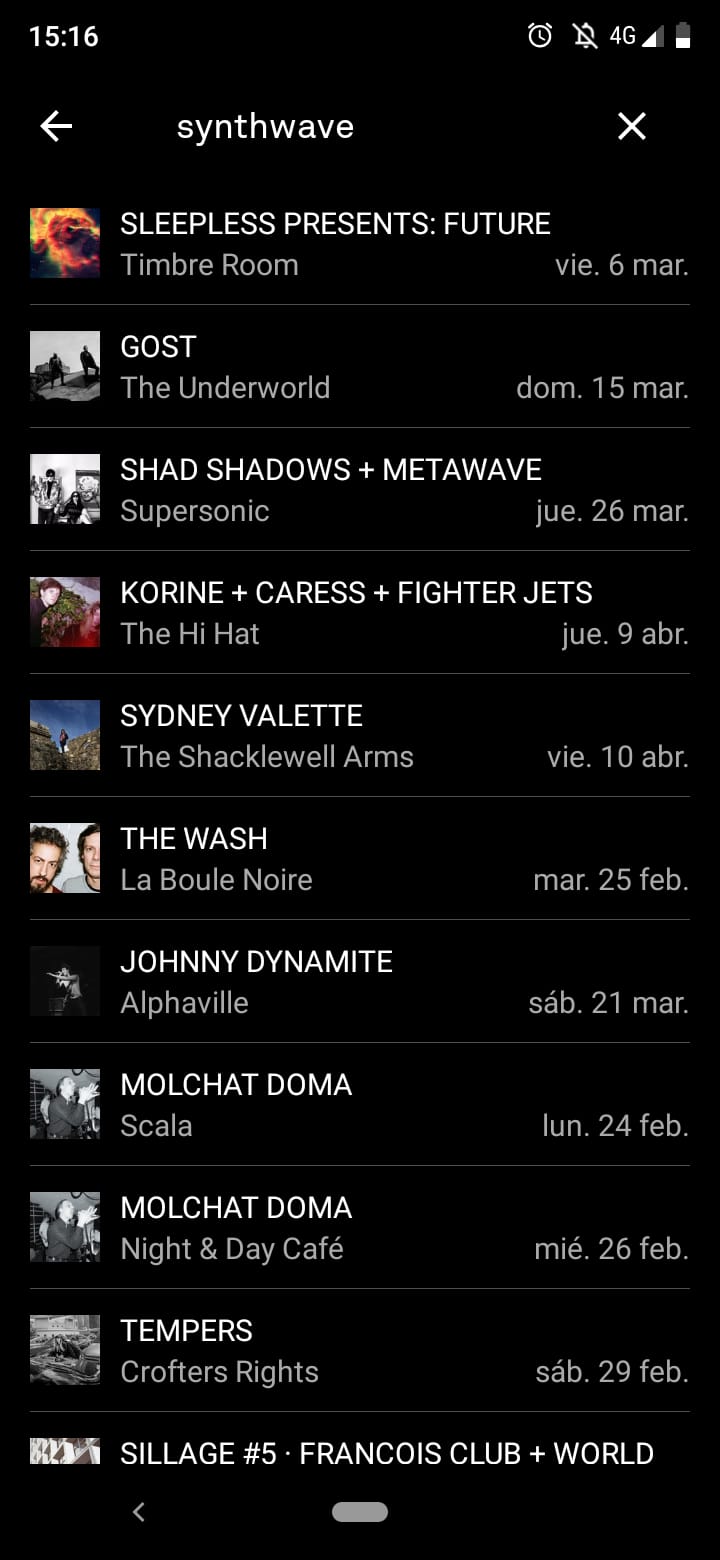 15:16
4G
synthwave
SLEEPLESS PRESENTS: FUTURE
Timbre Room
vie. 6 mar.
GOST
The Underworld
dom. 15 mar.
SHAD SHADOWS + METAWAVE
Supersonic
jue. 26 mar.
KORINE + CARESS + FIGHTER JETS
The Hi Hat
jue. 9 abr.
SYDNEY VALETTE
The Shacklewell Arms
vie. 10 abr.
THE WASH
La Boule Noire
mar. 25 feb.
JOHNNY DYNAMITE
Alphaville
sáb. 21 mar.
MOLCHAT DOMA
Scala
lun. 24 feb.
MOLCHAT DOMA
Night & Day Café
mié. 26 feb.
TEMPERS
Crofters Rights
sáb. 29 feb.
SILLAGE #5 · FRANCOIS CLUB + WORLD